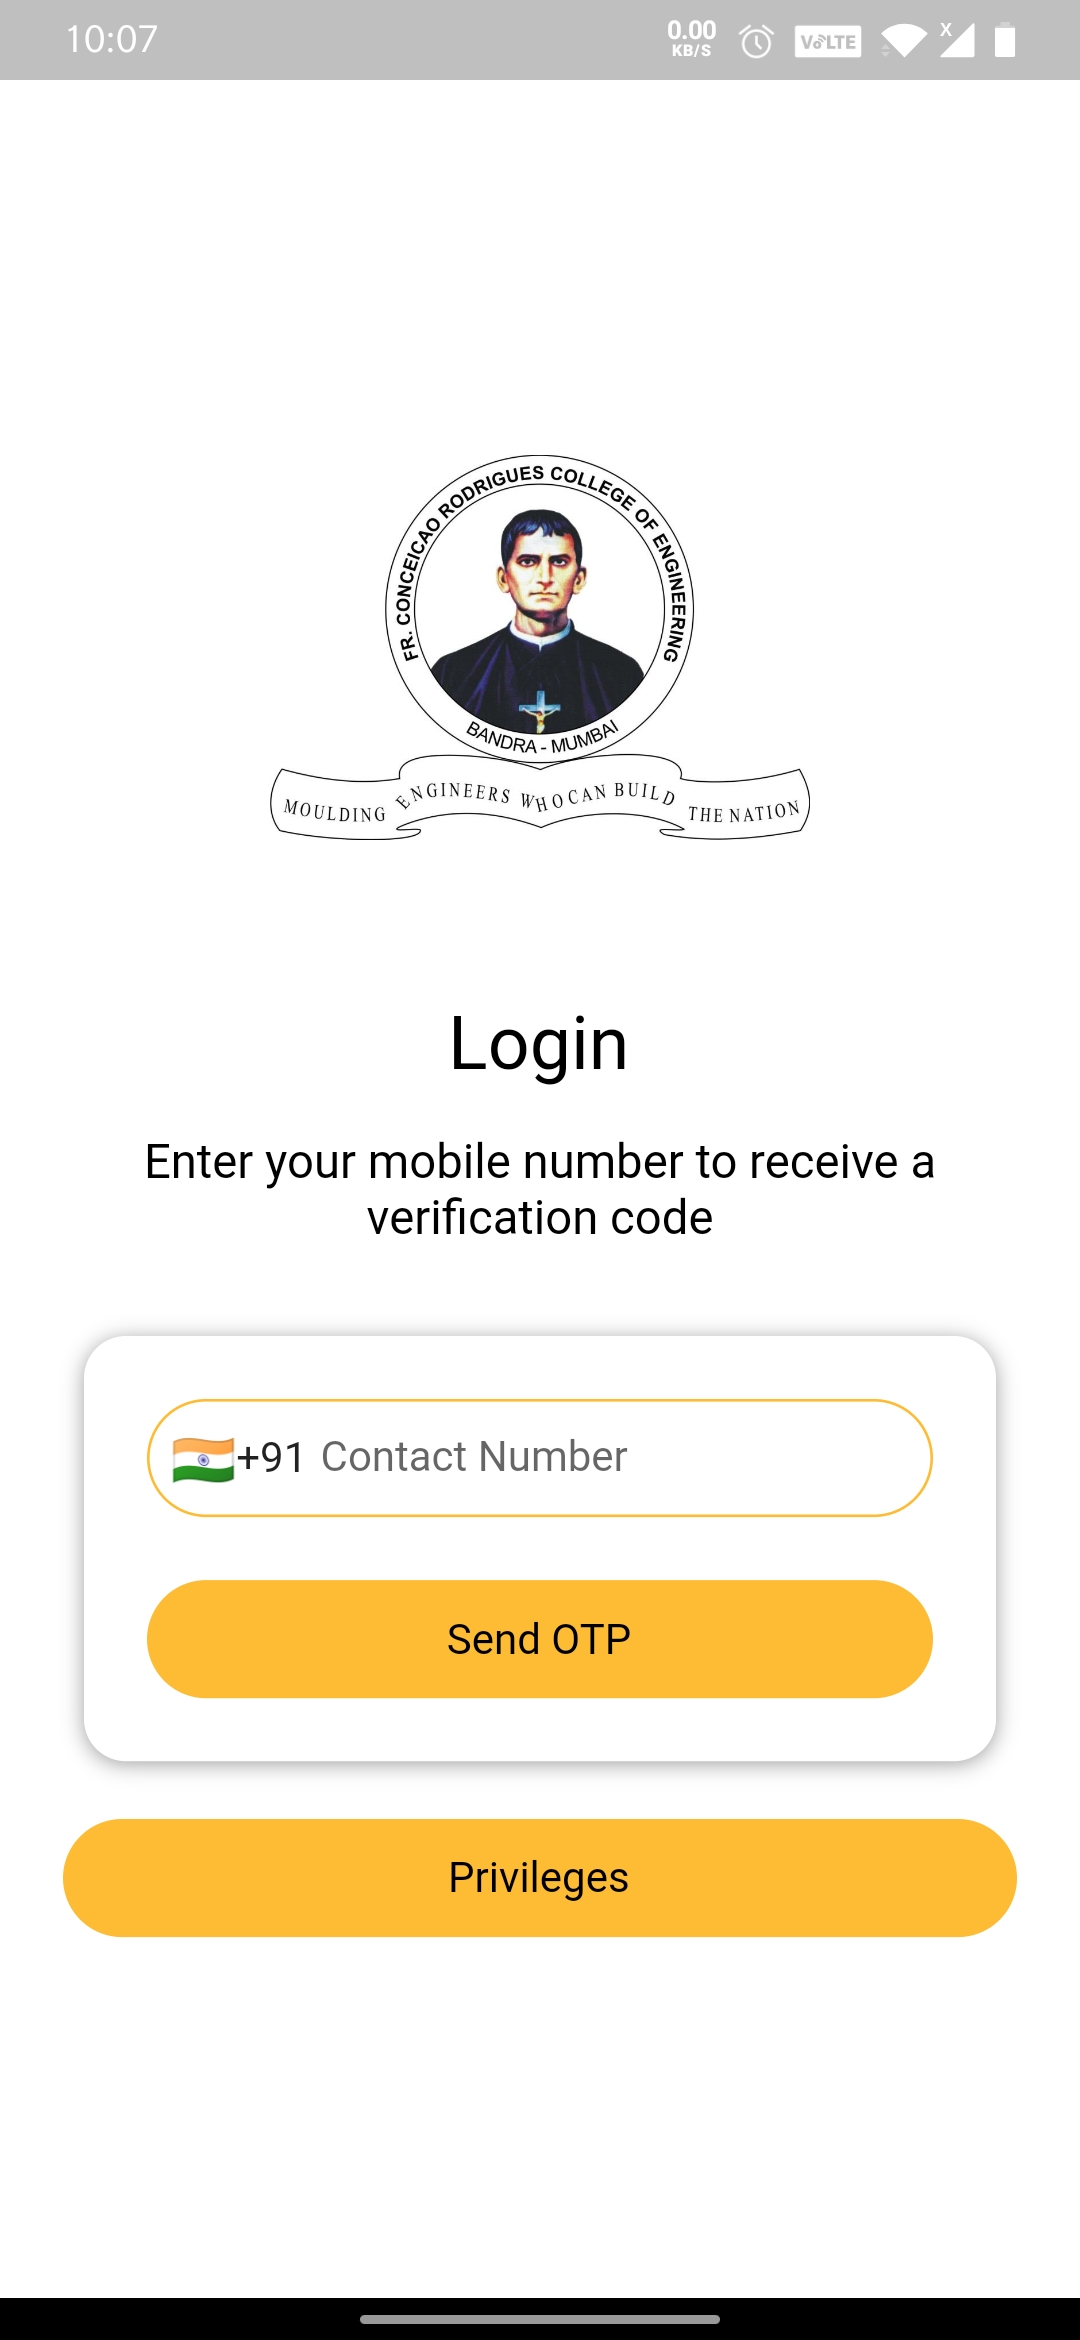 10:07
0.00
KB/S
VoLTE
X
FR. CONCEICAO RODRIGUES COLLEGE OF ENGINEERING
BANDRA - MUMBAI
MOULDING ENGINEERS WHO CAN BUILD THE NATION
Login
Enter your mobile number to receive a
verification code
+91 Contact Number
Send OTP
Privileges